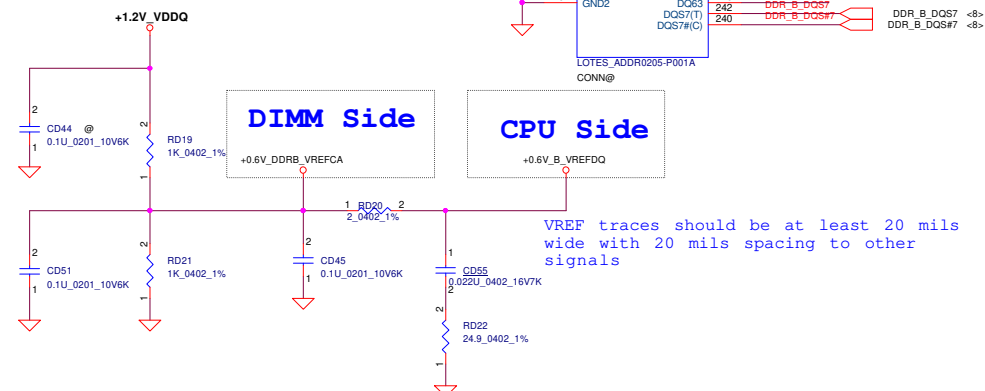 +1.2V_VDDQ
GND2
DQ63
DQS7(T)
DQS7#(C)
242
240
DDR_B_DQS7
DDR_B_DQS#7
DDR_B_DQS7 <8>
DDR_B_DQS#7 <8>
LOTES_ADDR0205-P001A
CONN@
DIMM Side
+0.6V_DDRB_VREFCA
CPU Side
+0.6V_B_VREFDQ
2
CD44 @
0.1U_0201_10V6K
1
2
RD19
1K_0402_1%
1
1 RD20 2
2_0402_1%
VREF traces should be at least 20 mils
wide with 20 mils spacing to other
signals
2
CD51
0.1U_0201_10V6K
1
2
RD21
1K_0402_1%
1
2
CD45
0.1U_0201_10V6K
1
1
CD55
0.022U_0402_16V7K
2
2
RD22
24.9_0402_1%
1